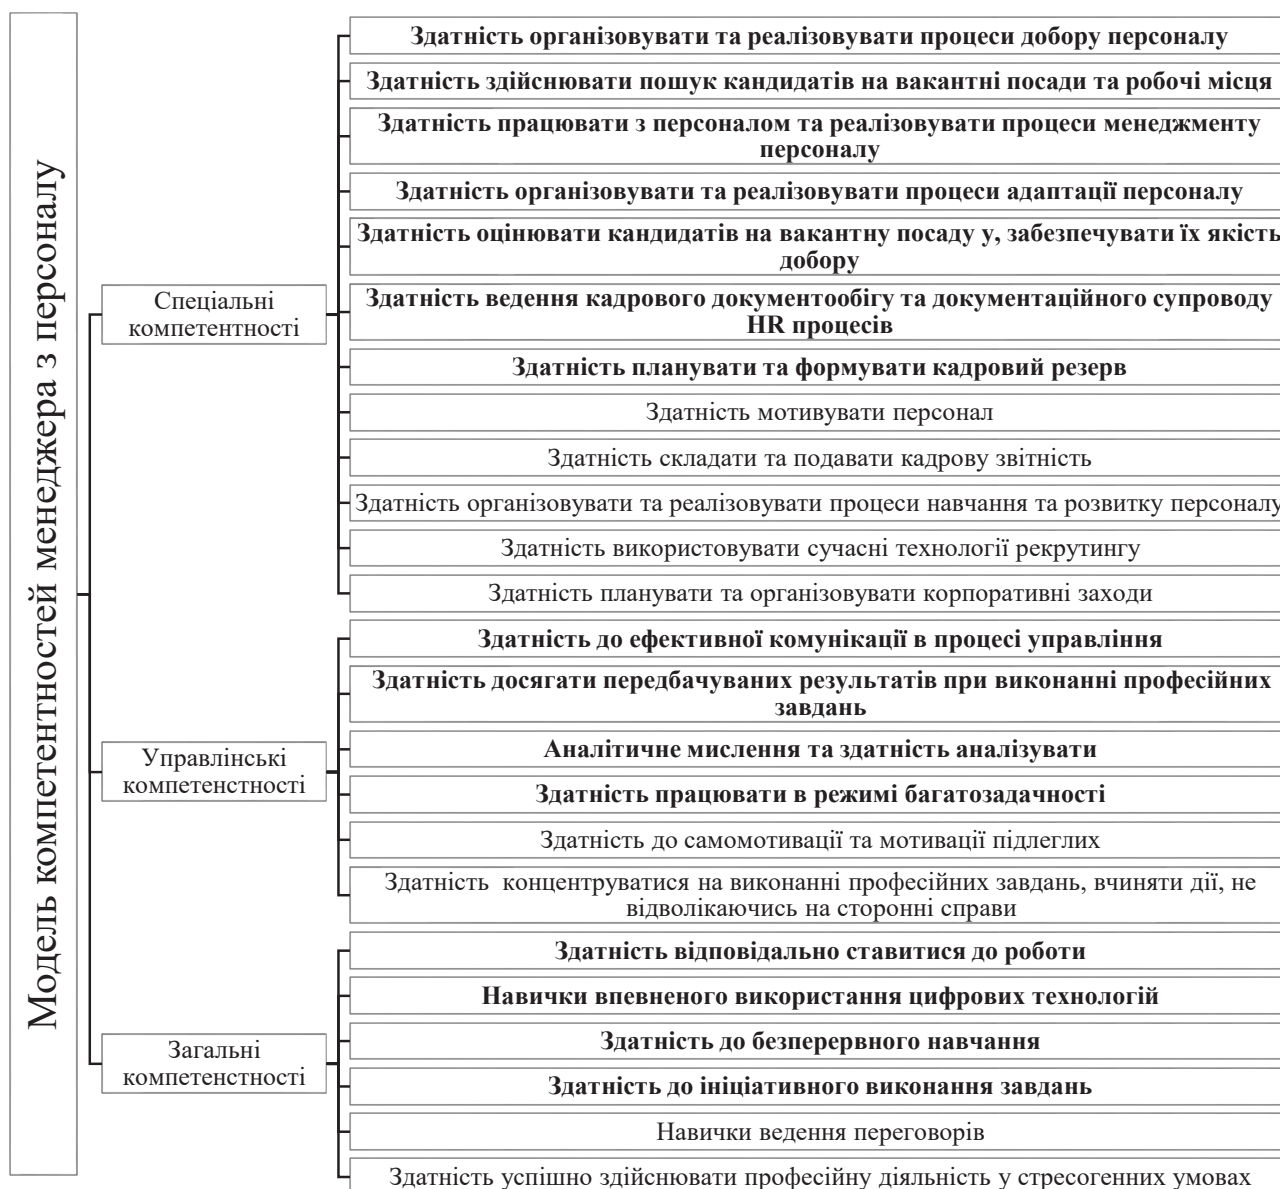 Модель компетентностей менеджера з персоналу
Спеціальні
компетентності
Здатність організовувати та реалізовувати процеси добору персоналу
Здатність здійснювати пошук кандидатів на вакантні посади та робочі місця
Здатність працювати з персоналом та реалізовувати процеси менеджменту
персоналу
Здатність організовувати та реалізовувати процеси адаптації персоналу
Здатність оцінювати кандидатів на вакантну посаду у, забезпечувати їх якість
добору
Здатність ведення кадрового документообігу та документаційного супроводу
HR процесів
Здатність планувати та формувати кадровий резерв
Здатність мотивувати персонал
Здатність складати та подавати кадрову звітність
Здатність організовувати та реалізовувати процеси навчання та розвитку персоналу
Здатність використовувати сучасні технології рекрутингу
Здатність планувати та організовувати корпоративні заходи
Управлінські
компетенстності
Здатність до ефективної комунікації в процесі управління
Здатність досягати передбачуваних результатів при виконанні професійних
завдань
Аналітичне мислення та здатність аналізувати
Здатність працювати в режимі багатозадачності
Здатність до самомотивації та мотивації підлеглих
Здатність  концентруватися на виконанні професійних завдань, вчиняти дії, не
відволікаючись на сторонні справи
Загальні
компетенстності
Здатність відповідально ставитися до роботи
Навички впевненого використання цифрових технологій
Здатність до безперервного навчання
Здатність до ініціативного виконання завдань
Навички ведення переговорів
Здатність успішно здійснювати професійну діяльність у стресогенних умовах